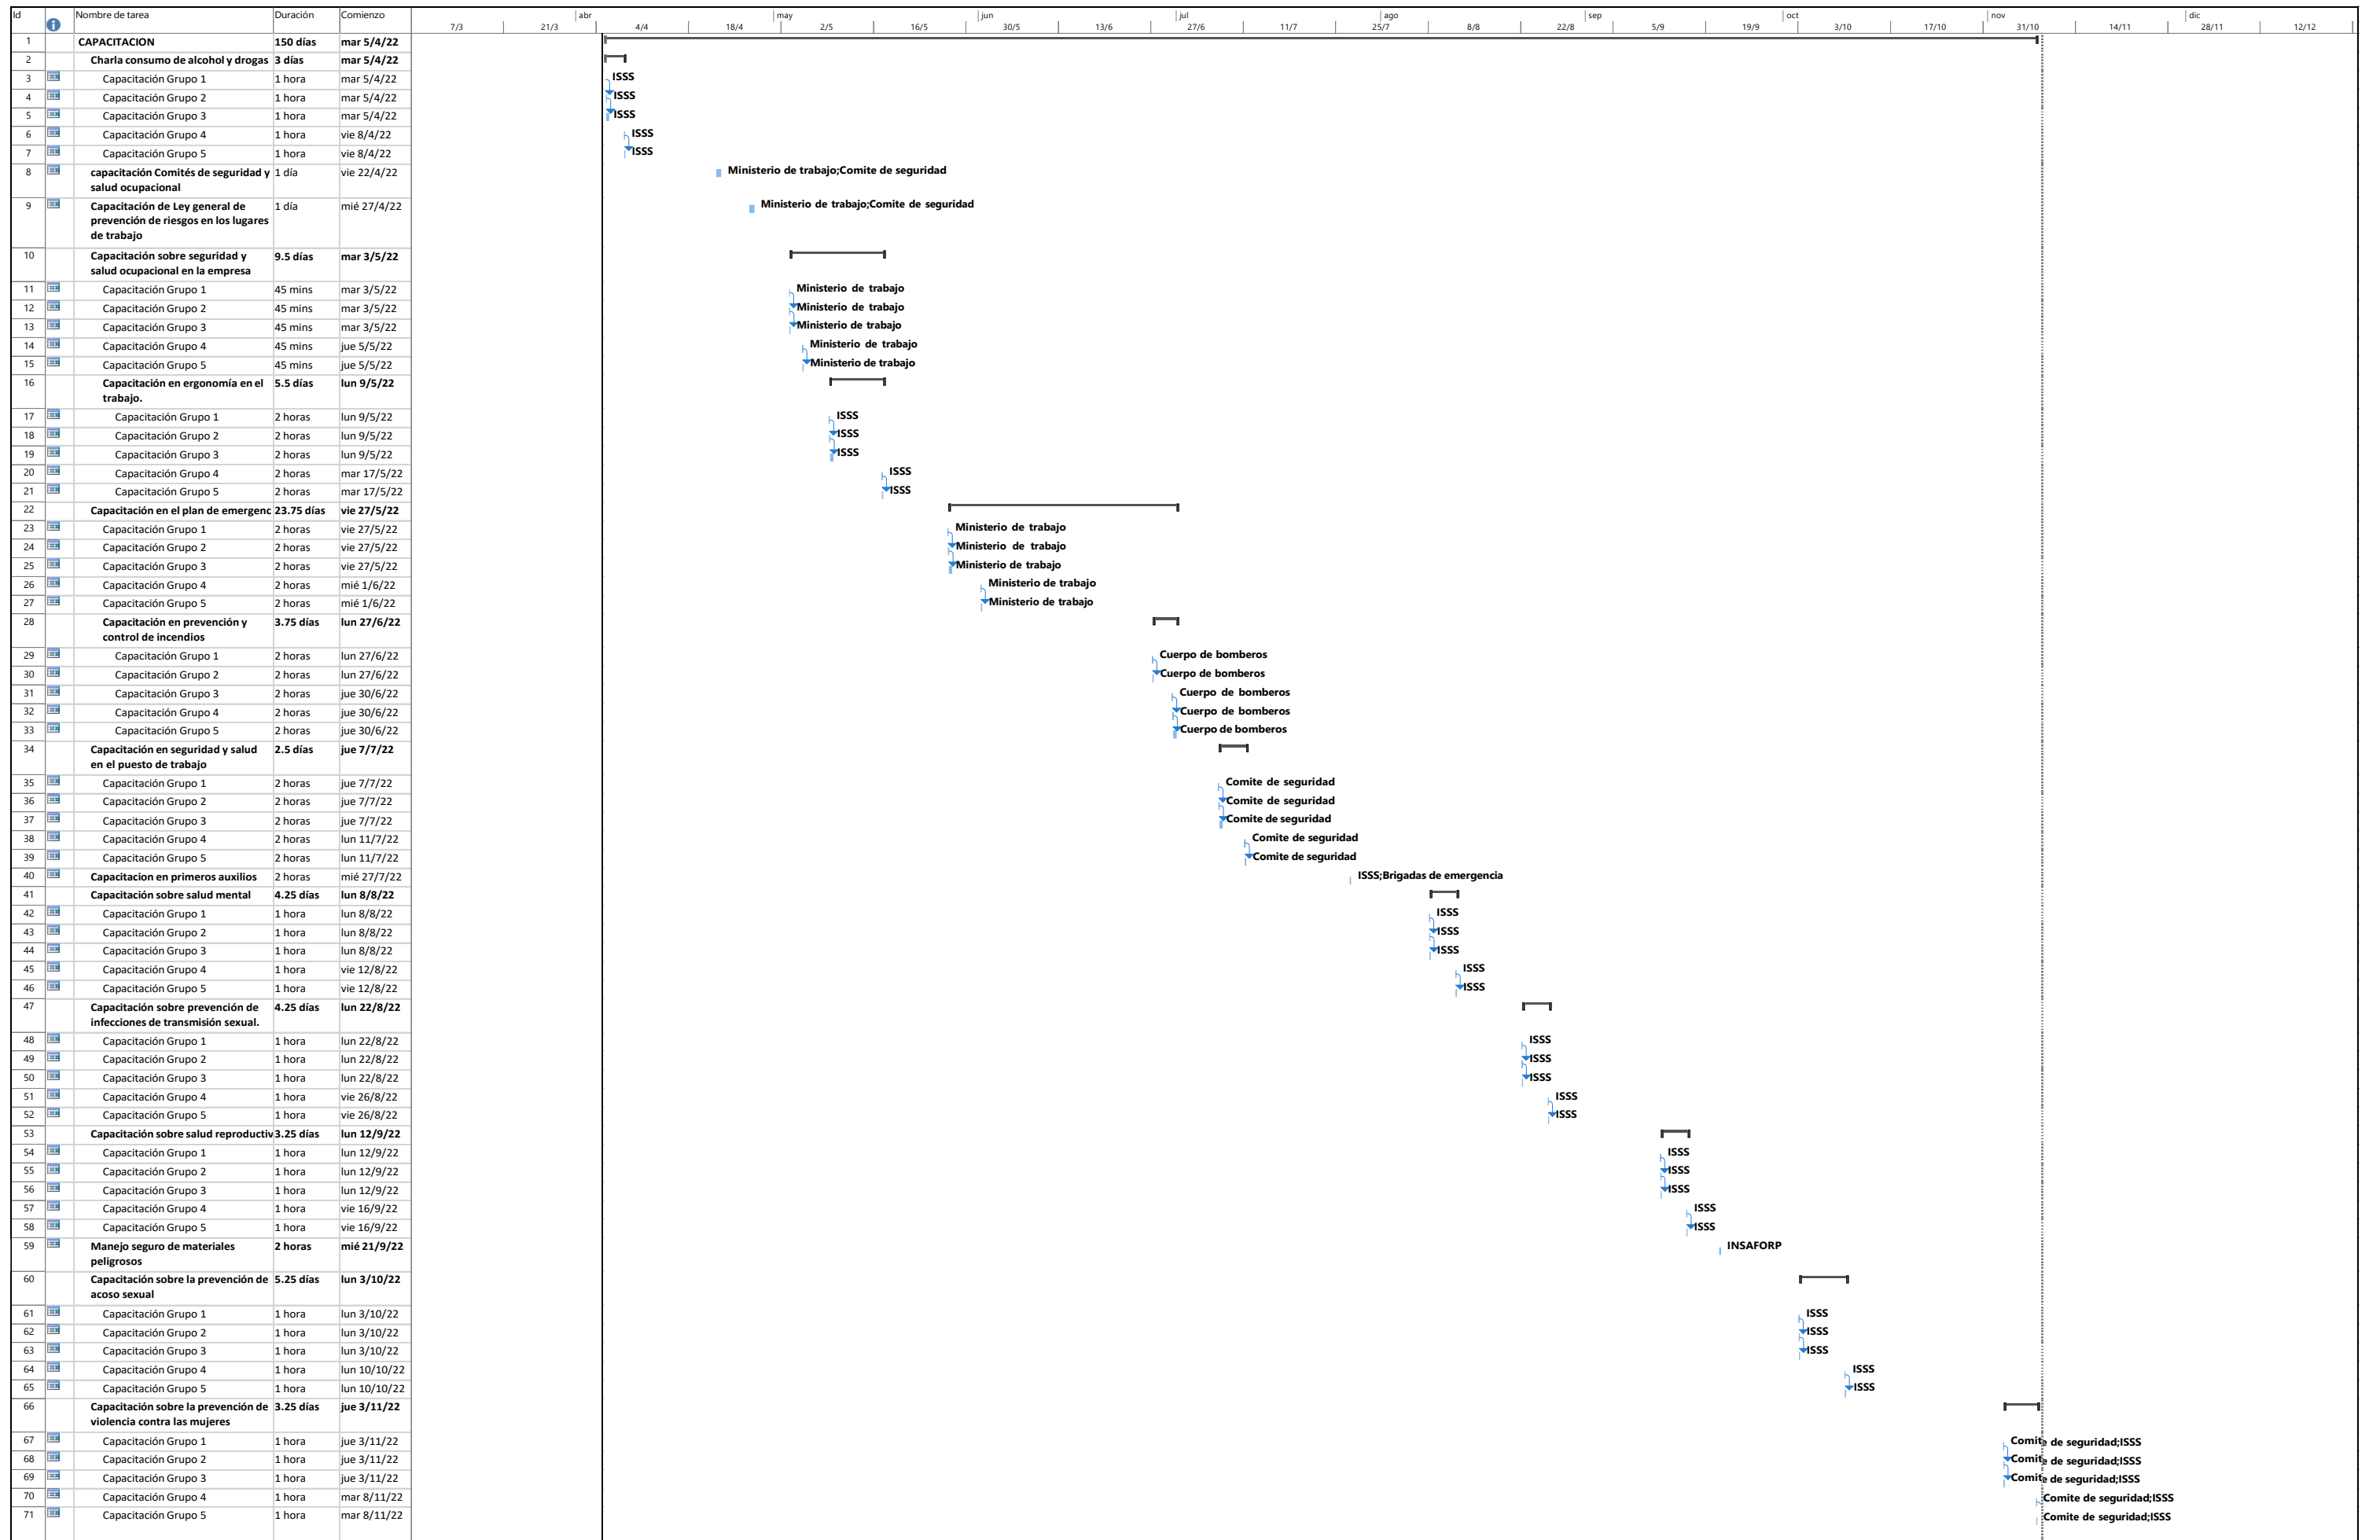 Id Nombre de tarea Duración Comienzo abr may jun jul ago sep oct nov dic
7/3 21/3 4/4 18/4 2/5 16/5 30/5 13/6 27/6 11/7 25/7 8/8 22/8 5/9 19/9 3/10 17/10 31/10 14/11 28/11 12/12
1 CAPACITACION 150 días mar 5/4/22
2 Charla consumo de alcohol y drogas 3 días mar 5/4/22
3 Capacitación Grupo 1 1 hora mar 5/4/22 ISSS
4 Capacitación Grupo 2 1 hora mar 5/4/22 ISSS
5 Capacitación Grupo 3 1 hora mar 5/4/22 ISSS
6 Capacitación Grupo 4 1 hora vie 8/4/22 ISSS
7 Capacitación Grupo 5 1 hora vie 8/4/22 ISSS
8 capacitación Comités de seguridad y 1 día vie 22/4/22 Ministerio de trabajo;Comite de seguridad
salud ocupacional
9 Capacitación de Ley general de 1 día mié 27/4/22 Ministerio de trabajo;Comite de seguridad
prevención de riesgos en los lugares
de trabajo
10 Capacitación sobre seguridad y 9.5 días mar 3/5/22
salud ocupacional en la empresa
11 Capacitación Grupo 1 45 mins mar 3/5/22 Ministerio de trabajo
12 Capacitación Grupo 2 45 mins mar 3/5/22 Ministerio de trabajo
13 Capacitación Grupo 3 45 mins mar 3/5/22 Ministerio de trabajo
14 Capacitación Grupo 4 45 mins jue 5/5/22 Ministerio de trabajo
15 Capacitación Grupo 5 45 mins jue 5/5/22 Ministerio de trabajo
16 Capacitación en ergonomía en el 5.5 días lun 9/5/22
trabajo.
17 Capacitación Grupo 1 2 horas lun 9/5/22 ISSS
18 Capacitación Grupo 2 2 horas lun 9/5/22 ISSS
19 Capacitación Grupo 3 2 horas lun 9/5/22 ISSS
20 Capacitación Grupo 4 2 horas mar 17/5/22 ISSS
21 Capacitación Grupo 5 2 horas mar 17/5/22 ISSS
22 Capacitación en el plan de emergenc 23.75 días vie 27/5/22
23 Capacitación Grupo 1 2 horas vie 27/5/22 Ministerio de trabajo
24 Capacitación Grupo 2 2 horas vie 27/5/22 Ministerio de trabajo
25 Capacitación Grupo 3 2 horas vie 27/5/22 Ministerio de trabajo
26 Capacitación Grupo 4 2 horas mié 1/6/22 Ministerio de trabajo
27 Capacitación Grupo 5 2 horas mié 1/6/22 Ministerio de trabajo
28 Capacitación en prevención y 3.75 días lun 27/6/22
control de incendios
29 Capacitación Grupo 1 2 horas lun 27/6/22 Cuerpo de bomberos
30 Capacitación Grupo 2 2 horas lun 27/6/22 Cuerpo de bomberos
31 Capacitación Grupo 3 2 horas jue 30/6/22 Cuerpo de bomberos
32 Capacitación Grupo 4 2 horas jue 30/6/22 Cuerpo de bomberos
33 Capacitación Grupo 5 2 horas jue 30/6/22 Cuerpo de bomberos
34 Capacitación en seguridad y salud 2.5 días jue 7/7/22
en el puesto de trabajo
35 Capacitación Grupo 1 2 horas jue 7/7/22 Comite de seguridad
36 Capacitación Grupo 2 2 horas jue 7/7/22 Comite de seguridad
37 Capacitación Grupo 3 2 horas jue 7/7/22 Comite de seguridad
38 Capacitación Grupo 4 2 horas lun 11/7/22 Comite de seguridad
39 Capacitación Grupo 5 2 horas lun 11/7/22 Comite de seguridad
40 Capacitacion en primeros auxilios 2 horas mié 27/7/22 ISSS;Brigadas de emergencia
41 Capacitación sobre salud mental 4.25 días lun 8/8/22
42 Capacitación Grupo 1 1 hora lun 8/8/22 ISSS
43 Capacitación Grupo 2 1 hora lun 8/8/22 ISSS
44 Capacitación Grupo 3 1 hora lun 8/8/22 ISSS
45 Capacitación Grupo 4 1 hora vie 12/8/22 ISSS
46 Capacitación Grupo 5 1 hora vie 12/8/22 ISSS
47 Capacitación sobre prevención de 4.25 días lun 22/8/22
infecciones de transmisión sexual.
48 Capacitación Grupo 1 1 hora lun 22/8/22 ISSS
49 Capacitación Grupo 2 1 hora lun 22/8/22 ISSS
50 Capacitación Grupo 3 1 hora lun 22/8/22 ISSS
51 Capacitación Grupo 4 1 hora vie 26/8/22 ISSS
52 Capacitación Grupo 5 1 hora vie 26/8/22 ISSS
53 Capacitación sobre salud reproductiv 3.25 días lun 12/9/22
54 Capacitación Grupo 1 1 hora lun 12/9/22 ISSS
55 Capacitación Grupo 2 1 hora lun 12/9/22 ISSS
56 Capacitación Grupo 3 1 hora lun 12/9/22 ISSS
57 Capacitación Grupo 4 1 hora vie 16/9/22 ISSS
58 Capacitación Grupo 5 1 hora vie 16/9/22 ISSS
59 Manejo seguro de materiales 2 horas mié 21/9/22 INSAFORP
peligrosos
60 Capacitación sobre la prevención de 5.25 días lun 3/10/22
acoso sexual
61 Capacitación Grupo 1 1 hora lun 3/10/22 ISSS
62 Capacitación Grupo 2 1 hora lun 3/10/22 ISSS
63 Capacitación Grupo 3 1 hora lun 3/10/22 ISSS
64 Capacitación Grupo 4 1 hora lun 10/10/22 ISSS
65 Capacitación Grupo 5 1 hora lun 10/10/22 ISSS
66 Capacitación sobre la prevención de 3.25 días jue 3/11/22
violencia contra las mujeres
67 Capacitación Grupo 1 1 hora jue 3/11/22 Comite de seguridad;ISSS
68 Capacitación Grupo 2 1 hora jue 3/11/22 Comite de seguridad;ISSS
69 Capacitación Grupo 3 1 hora jue 3/11/22 Comite de seguridad;ISSS
70 Capacitación Grupo 4 1 hora mar 8/11/22 Comite de seguridad;ISSS
71 Capacitación Grupo 5 1 hora mar 8/11/22 Comite de seguridad;ISSS